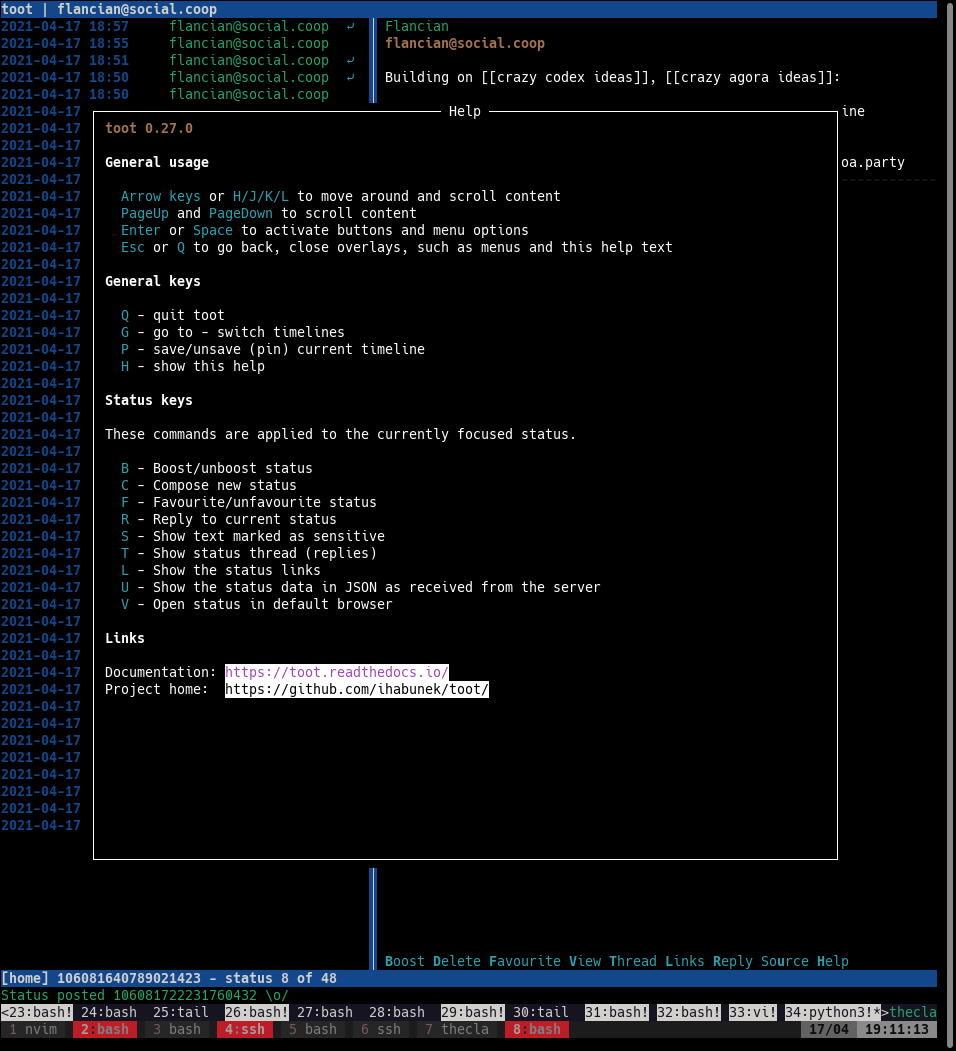 toot | flancian@social.coop
2021-04-17 18:57 flancian@social.coop ⤶ Flancian
2021-04-17 18:55 flancian@social.coop flancian@social.coop
2021-04-17 18:51 flancian@social.coop ⤶
2021-04-17 18:50 flancian@social.coop ⤶ Building on [[crazy codex ideas]], [[crazy agora ideas]]:
2021-04-17 18:50 flancian@social.coop
2021-04-17 Help ine
2021-04-17 toot 0.27.0
2021-04-17
2021-04-17 General usage oa.party
2021-04-17
2021-04-17 Arrow keys or H/J/K/L to move around and scroll content
2021-04-17 PageUp and PageDown to scroll content
2021-04-17 Enter or Space to activate buttons and menu options
2021-04-17 Esc or Q to go back, close overlays, such as menus and this help text
2021-04-17
2021-04-17 General keys
2021-04-17
2021-04-17 Q - quit toot
2021-04-17 G - go to - switch timelines
2021-04-17 P - save/unsave (pin) current timeline
2021-04-17 H - show this help
2021-04-17
2021-04-17 Status keys
2021-04-17
2021-04-17 These commands are applied to the currently focused status.
2021-04-17
2021-04-17 B - Boost/unboost status
2021-04-17 C - Compose new status
2021-04-17 F - Favourite/unfavourite status
2021-04-17 R - Reply to current status
2021-04-17 S - Show text marked as sensitive
2021-04-17 T - Show status thread (replies)
2021-04-17 L - Show the status links
2021-04-17 U - Show the status data in JSON as received from the server
2021-04-17 V - Open status in default browser
2021-04-17
2021-04-17 Links
2021-04-17
2021-04-17 Documentation: https://toot.readthedocs.io/
2021-04-17 Project home: https://github.com/ihabunek/toot/
2021-04-17
2021-04-17
2021-04-17
2021-04-17
2021-04-17
2021-04-17
2021-04-17
2021-04-17
Boost Delete Favourite View Thread Links Reply Source Help
[home] 106081640789021423 - status 8 of 48
Status posted 106081722231760432 \o/
<23:bash! 24:bash 25:tail 26:bash! 27:bash 28:bash 29:bash! 30:tail 31:bash! 32:bash! 33:vi! 34:python3!*>thecla
1 nvim 2:bash 3 bash 4:ssh 5 bash 6 ssh 7 thecla 8:bash 17/04 19:11:13